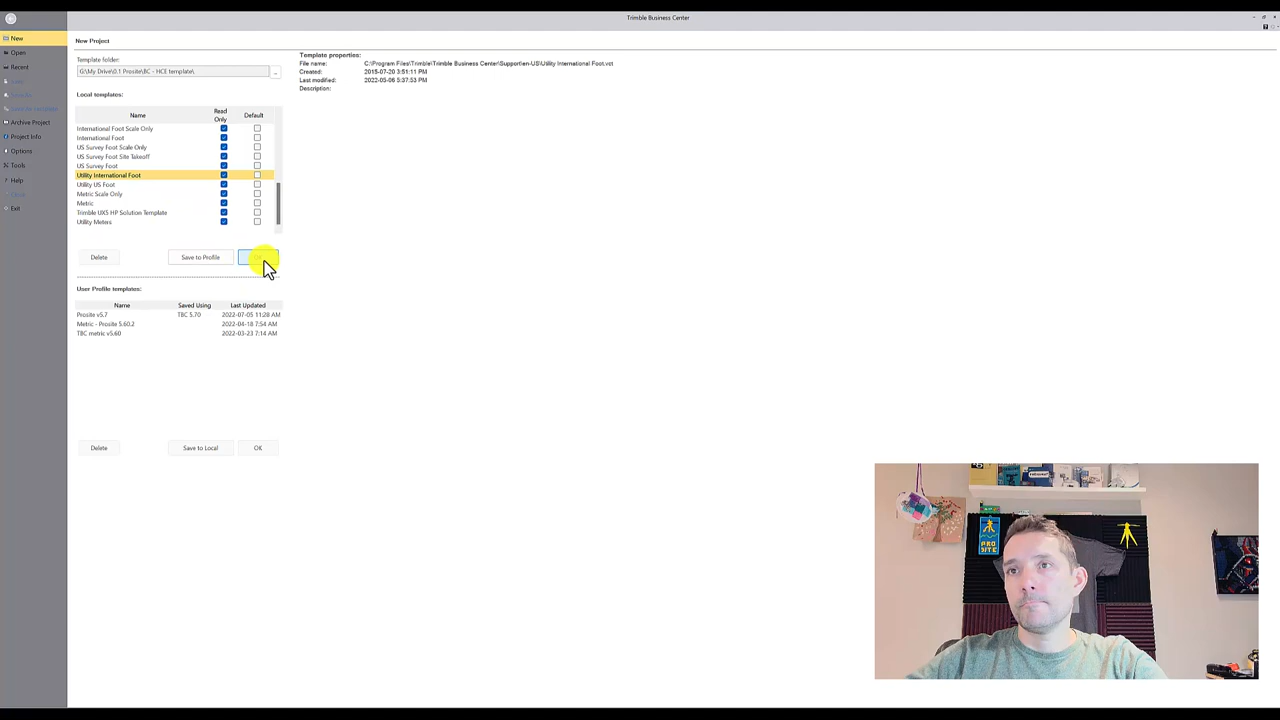 Trimble Business Center
New
Open
Recent
Archive Project
Project Info
Options
Tools
Help
Exit
New Project
Template folder:
G:\My Drive\0.1 Prosite\BC - HCE template\
...
Local templates:
Name Read Only Default
International Foot Scale Only
International Foot
US Survey Foot Scale Only
US Survey Foot Site Takeoff
US Survey Foot
Utility International Foot
Utility US Foot
Metric Scale Only
Metric
Trimble UX5 HP Solution Template
Utility Meters
Delete Save to Profile
User Profile templates:
Name Saved Using Last Updated
Prosite v5.7 TBC 5.70 2022-07-05 11:28 AM
Metric - Prosite 5.60.2 2022-04-18 7:54 AM
TBC metric v5.60 2022-03-23 7:14 AM
Delete Save to Local OK
Template properties:
File name: C:\Program Files\Trimble\Trimble Business Center\Support\en-US\Utility International Foot.vct
Created: 2015-07-20 3:51:11 PM
Last modified: 2022-05-06 5:37:53 PM
Description:
PRO
SITE